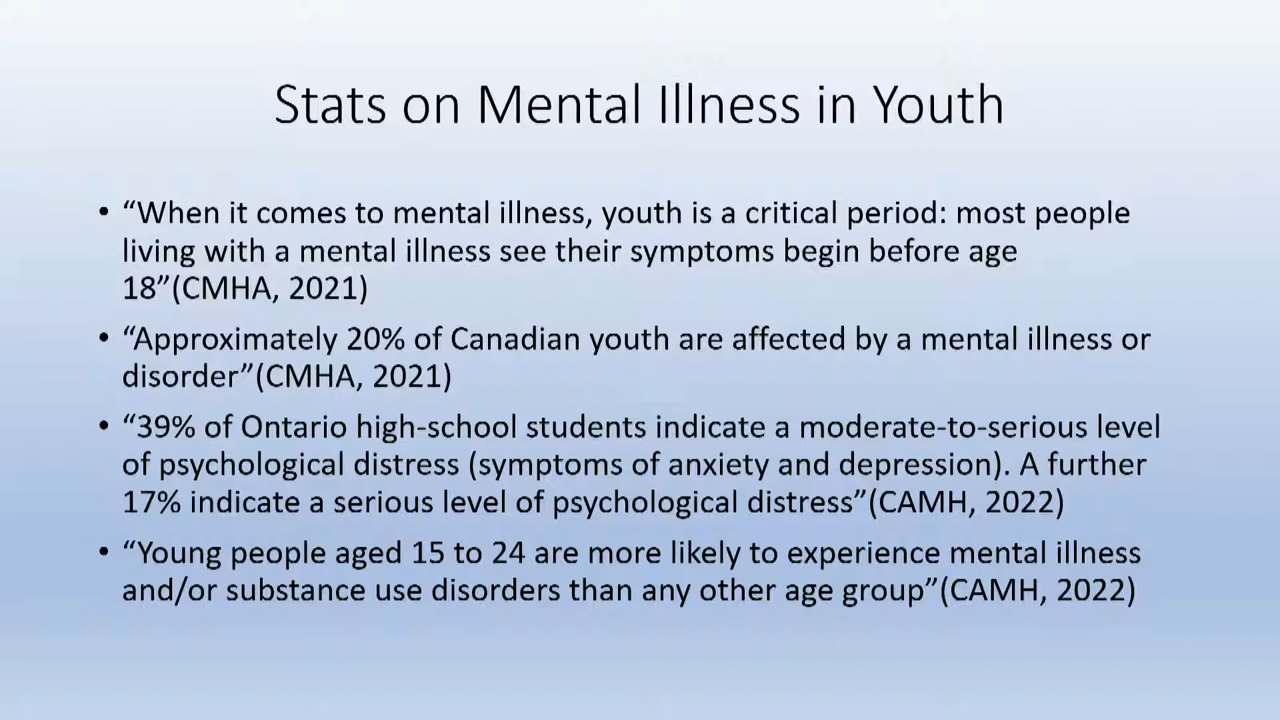 Stats on Mental Illness in Youth
• “When it comes to mental illness, youth is a critical period: most people
living with a mental illness see their symptoms begin before age
18”(CMHA, 2021)
• “Approximately 20% of Canadian youth are affected by a mental illness or
disorder”(CMHA, 2021)
• “39% of Ontario high-school students indicate a moderate-to-serious level
of psychological distress (symptoms of anxiety and depression). A further
17% indicate a serious level of psychological distress”(CAMH, 2022)
• “Young people aged 15 to 24 are more likely to experience mental illness
and/or substance use disorders than any other age group”(CAMH, 2022)